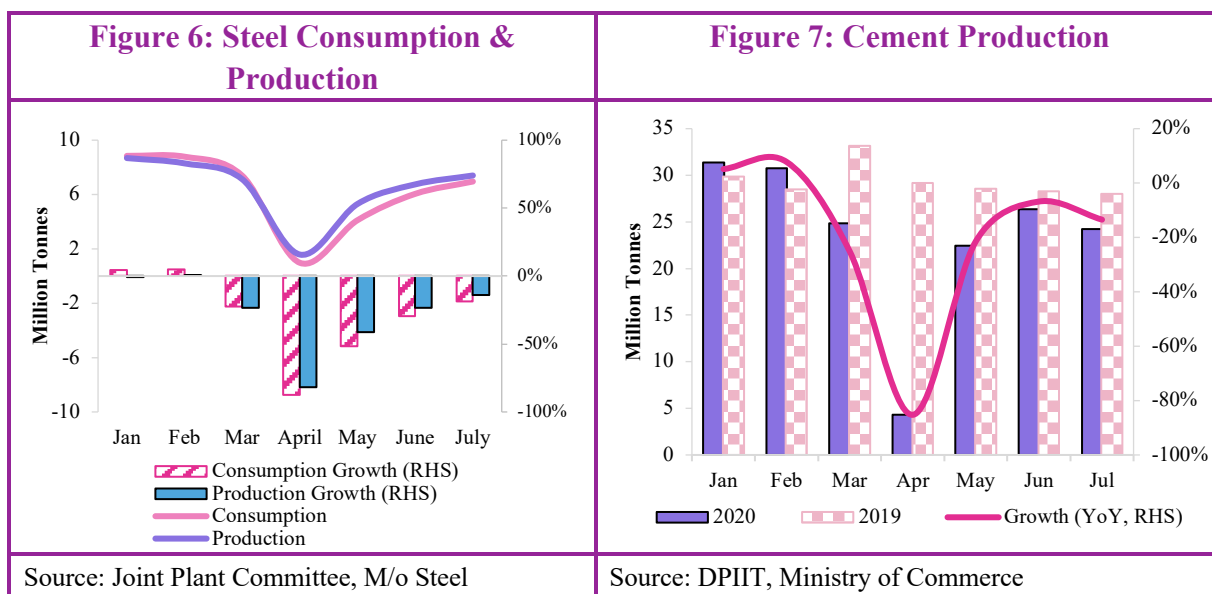 Figure 6: Steel Consumption &
Production
Figure 7: Cement Production
Million Tonnes
10
6
2
-2
-6
-10
100%
50%
0%
-50%
-100%
Jan Feb Mar April May June July
Consumption Growth (RHS)
Production Growth (RHS)
Consumption
Production
Million Tonnes
35
30
25
20
15
10
5
0
20%
0%
-20%
-40%
-60%
-80%
-100%
Jan Feb Mar Apr May Jun Jul
2020 2019 Growth (YoY, RHS)
Source: Joint Plant Committee, M/o Steel
Source: DPIIT, Ministry of Commerce